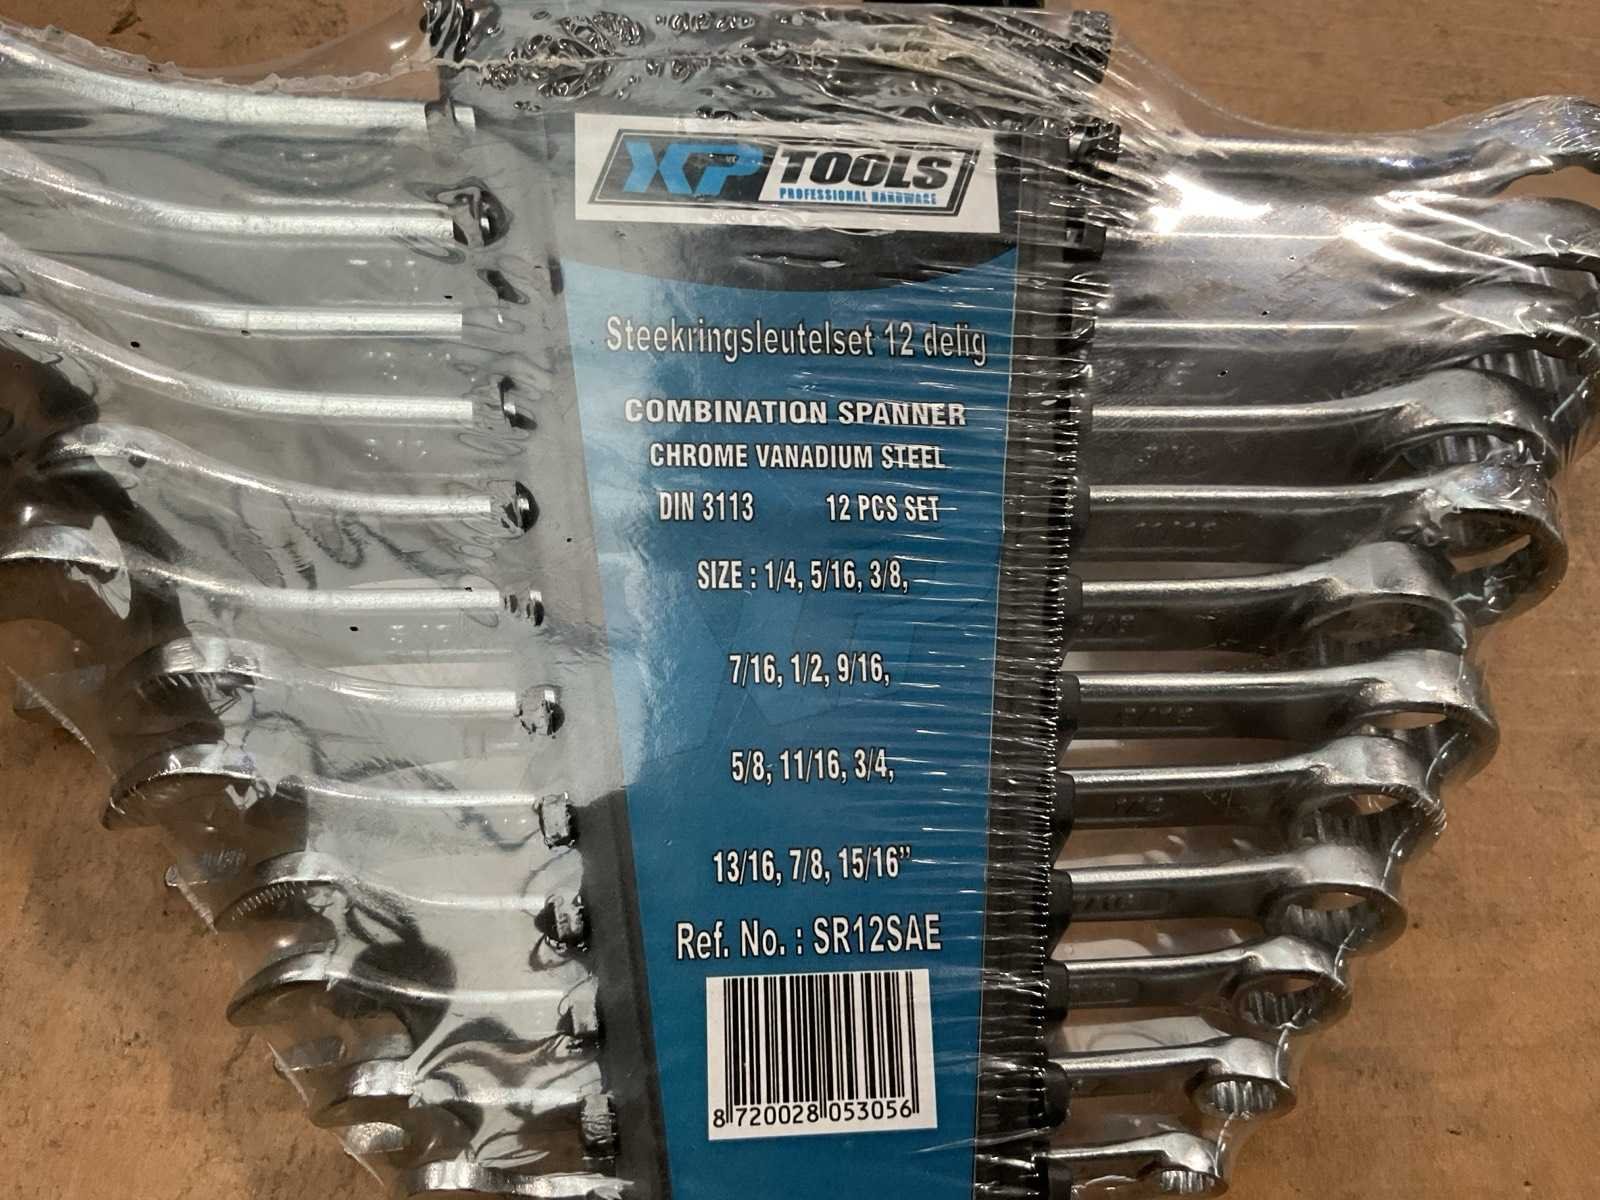 XP TOOLS
PROFESSIONAL HARDWARE
Steekringsleutelset 12 delig
COMBINATION SPANNER
CHROME VANADIUM STEEL
DIN 3113 12 PCS SET
SIZE : 1/4, 5/16, 3/8,
7/16, 1/2, 9/16,
5/8, 11/16, 3/4,
13/16, 7/8, 15/16”
Ref. No. : SR12SAE
8 720028 053056